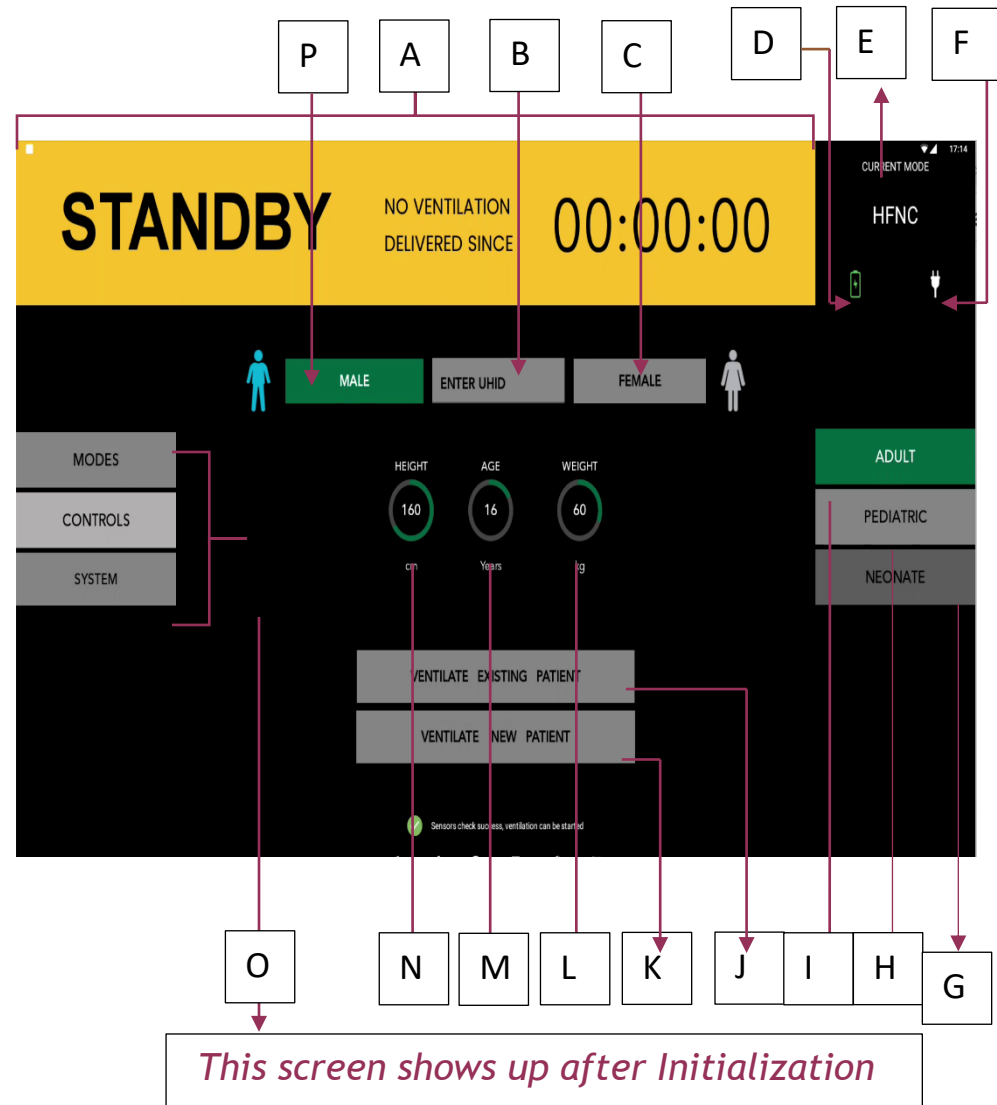 P A B C D E F
17:14
CURRENT MODE
STANDBY
NO VENTILATION
DELIVERED SINCE
00:00:00
HFNC
MALE
ENTER UHID
FEMALE
MODES
CONTROLS
SYSTEM
HEIGHT AGE WEIGHT
160 16 60
cm Years kg
ADULT
PEDIATRIC
NEONATE
VENTILATE EXISTING PATIENT
VENTILATE NEW PATIENT
Sensors check success, ventilation can be started
O N M L K J I H G
This screen shows up after Initialization